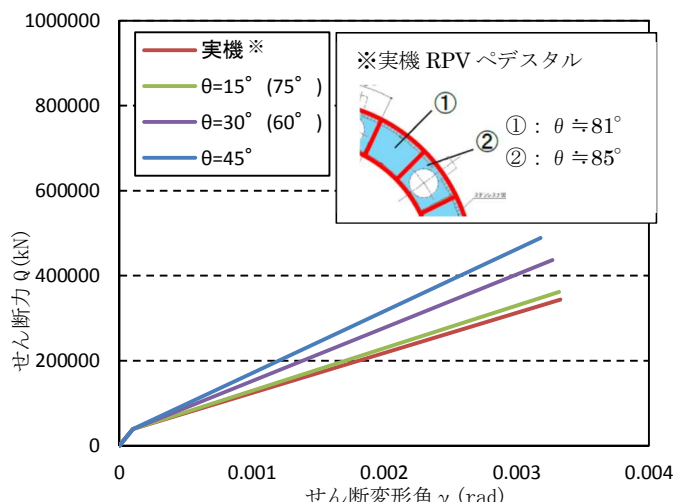 1000000
800000
600000
400000
200000
0
せん断力 Q (kN)
実機※
θ=15° (75° )
θ=30° (60° )
θ=45°
※実機 RPV ペデスタル
①
②
①： θ ≒81°
②： θ ≒85°
0
0.001
0.002
0.003
0.004
せん断変形角 γ (rad)